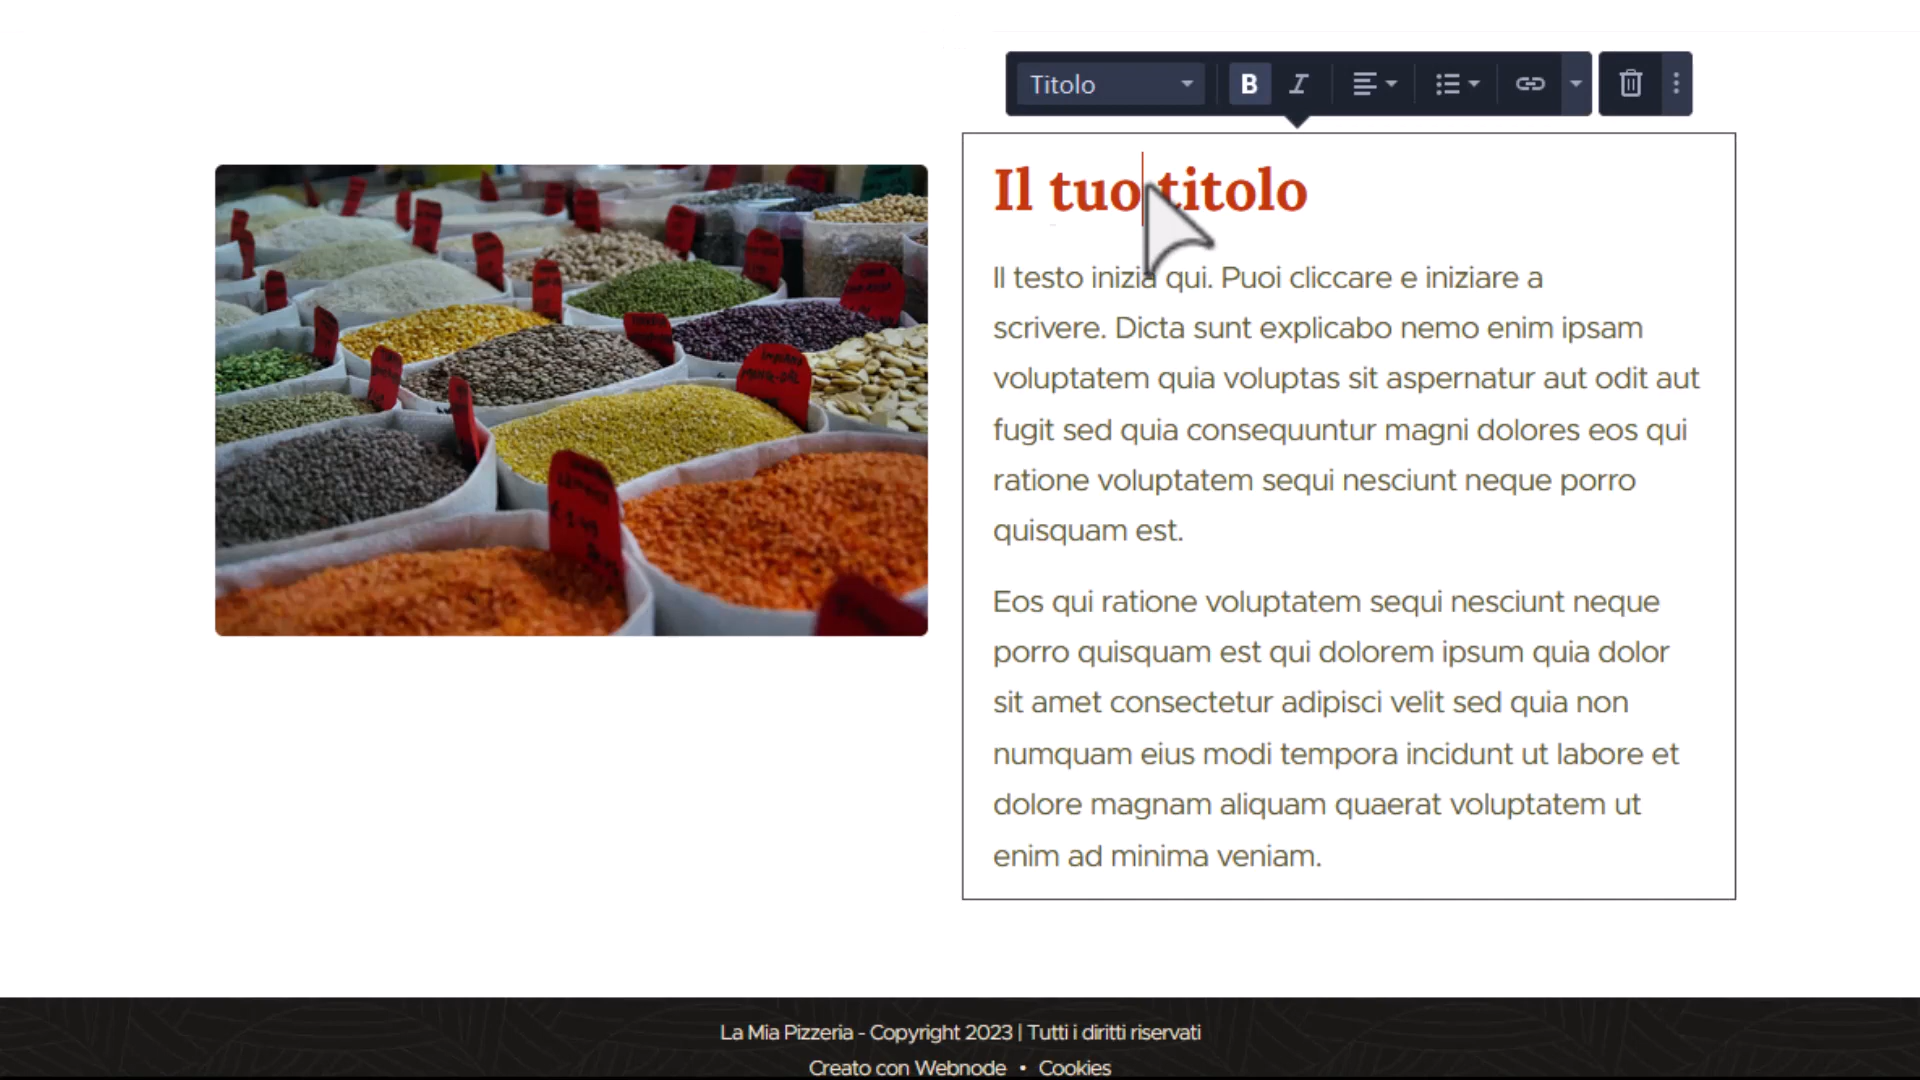 Titolo
B I
Il tuo titolo
Il testo inizia qui. Puoi cliccare e iniziare a
scrivere. Dicta sunt explicabo nemo enim ipsam
voluptatem quia voluptas sit aspernatur aut odit aut
fugit sed quia consequuntur magni dolores eos qui
ratione voluptatem sequi nesciunt neque porro
quisquam est.
Eos qui ratione voluptatem sequi nesciunt neque
porro quisquam est qui dolorem ipsum quia dolor
sit amet consectetur adipisci velit sed quia non
numquam eius modi tempora incidunt ut labore et
dolore magnam aliquam quaerat voluptatem ut
enim ad minima veniam.
La Mia Pizzeria - Copyright 2023 | Tutti i diritti riservati
Creato con Webnode • Cookies